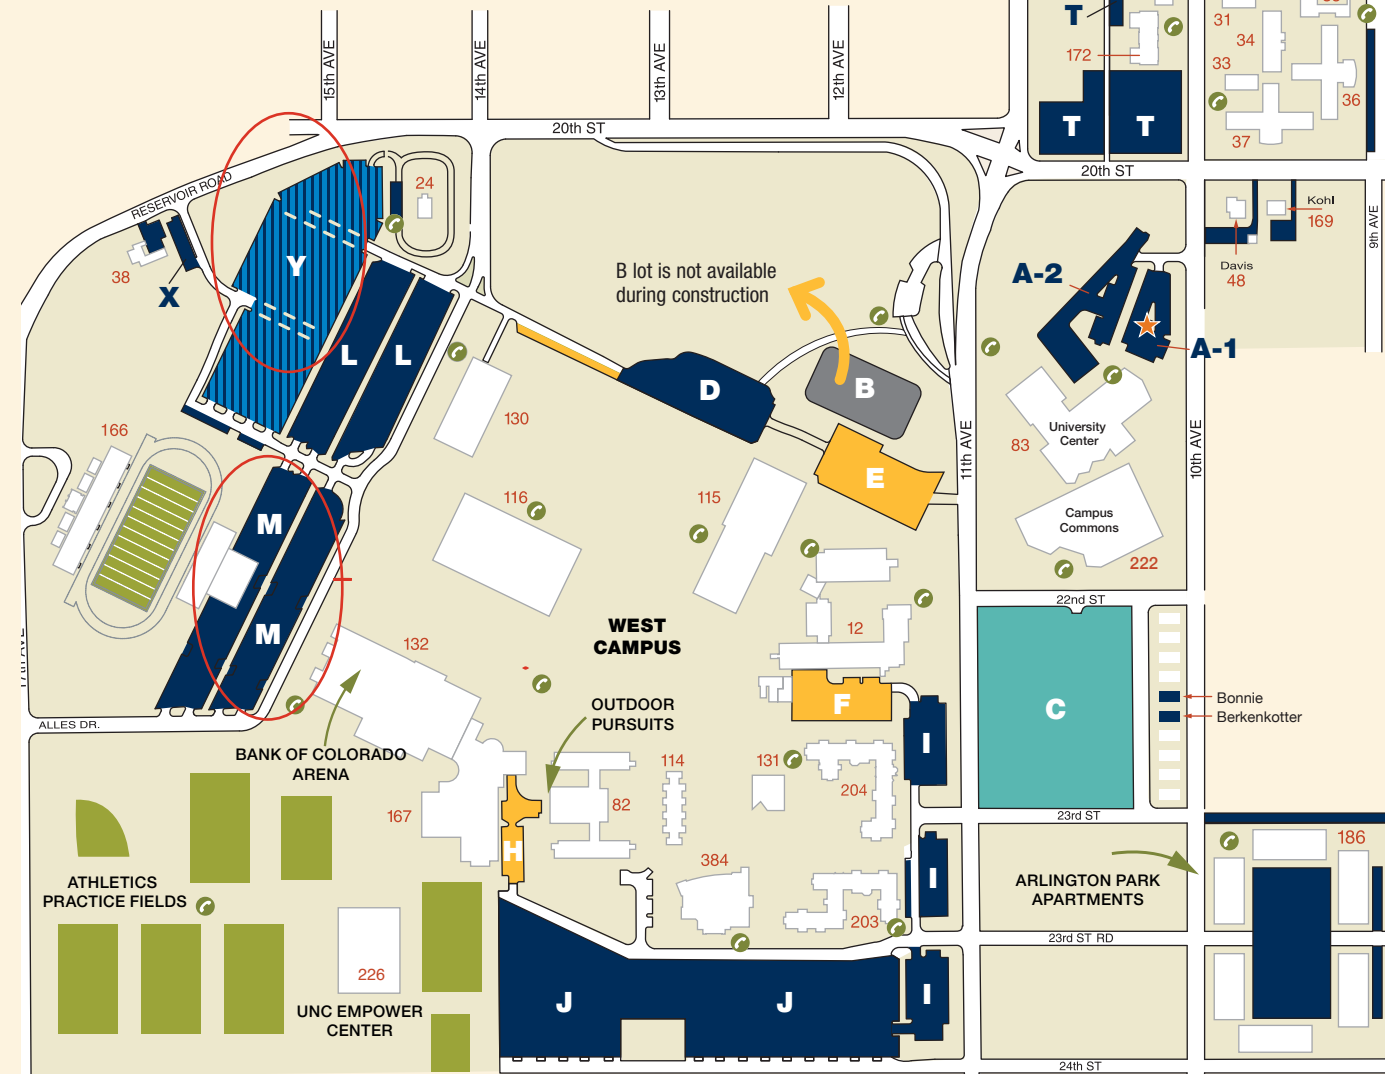 15th AVE
14th AVE
13th AVE
12th AVE
T
172
31
34
33
36
37
20th ST
T
T
20th ST
RESERVOIR ROAD
24
38
X
Y
L
L
Kohl
169
Davis
48
9th AVE
B lot is not available
during construction
A-2
A-1
D
B
E
130
166
116
115
University
Center
83
11th AVE
10th AVE
Campus
Commons
222
M
M
22nd ST
WEST
CAMPUS
12
132
17th AVE
ALLES DR.
BANK OF COLORADO
ARENA
OUTDOOR
PURSUITS
F
I
C
Bonnie
Berkenkotter
114
131
204
82
167
H
23rd ST
186
384
203
I
ARLINGTON PARK
APARTMENTS
ATHLETICS
PRACTICE FIELDS
23rd ST RD
226
UNC EMPOWER
CENTER
J
J
I
24th ST